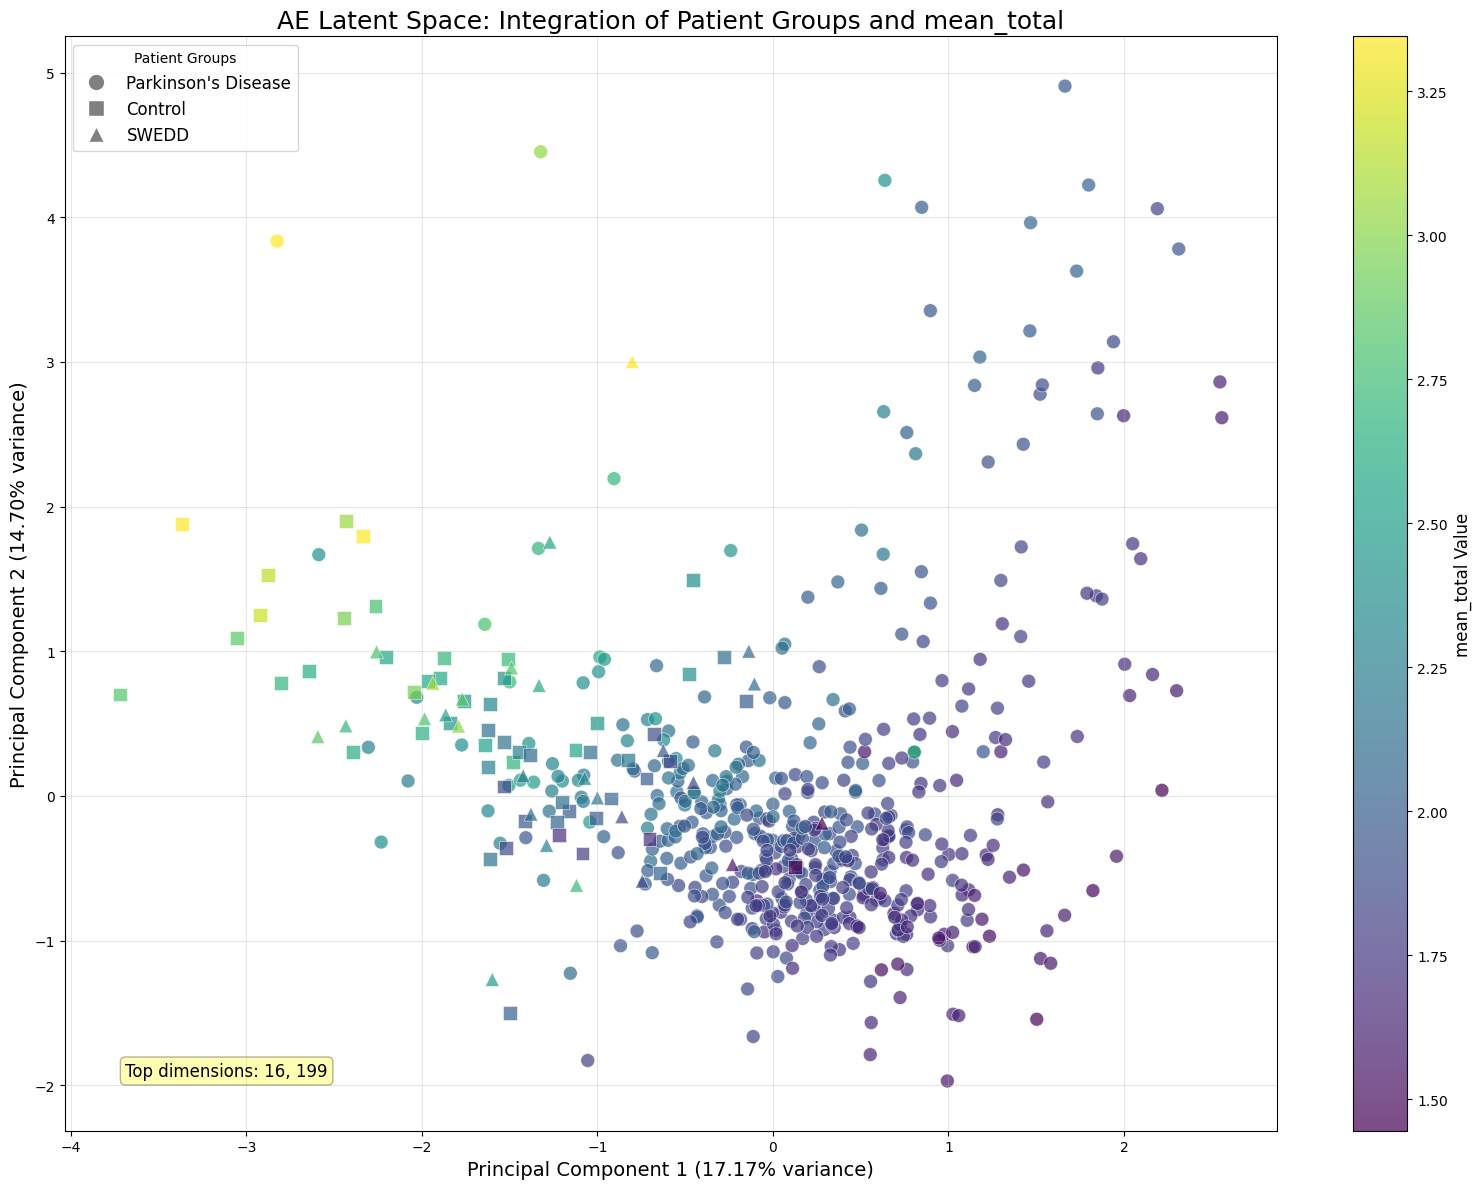 AE Latent Space: Integration of Patient Groups and mean_total
Patient Groups
Parkinson's Disease
Control
SWEDD
Principal Component 2 (14.70% variance)
5
4
3
2
1
0
−1
−2
Top dimensions: 16, 199
−4
−3
−2
−1
0
1
2
Principal Component 1 (17.17% variance)
3.25
3.00
2.75
2.50
2.25
2.00
1.75
1.50
mean_total Value